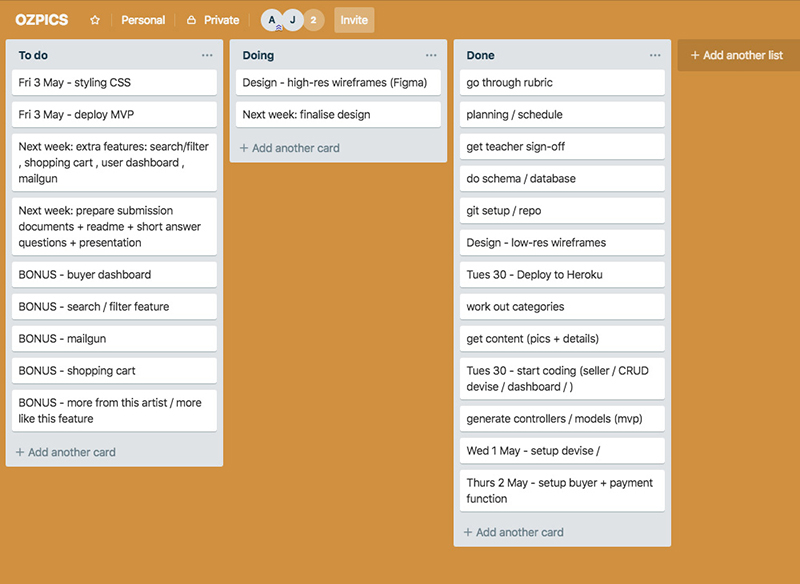 OZPICS
Personal
Private
A
J
2
Invite
To do
Fri 3 May - styling CSS
Fri 3 May - deploy MVP
Next week: extra features: search/filter
, shopping cart , user dashboard ,
mailgun
Next week: prepare submission
documents + readme + short answer
questions + presentation
BONUS - buyer dashboard
BONUS - search / filter feature
BONUS - mailgun
BONUS - shopping cart
BONUS - more from this artist / more
like this feature
+ Add another card
Doing
Design - high-res wireframes (Figma)
Next week: finalise design
+ Add another card
Done
go through rubric
planning / schedule
get teacher sign-off
do schema / database
git setup / repo
Design - low-res wireframes
Tues 30 - Deploy to Heroku
work out categories
get content (pics + details)
Tues 30 - start coding (seller / CRUD
devise / dashboard / )
generate controllers / models (mvp)
Wed 1 May - setup devise /
Thurs 2 May - setup buyer + payment
function
+ Add another card
+ Add another list